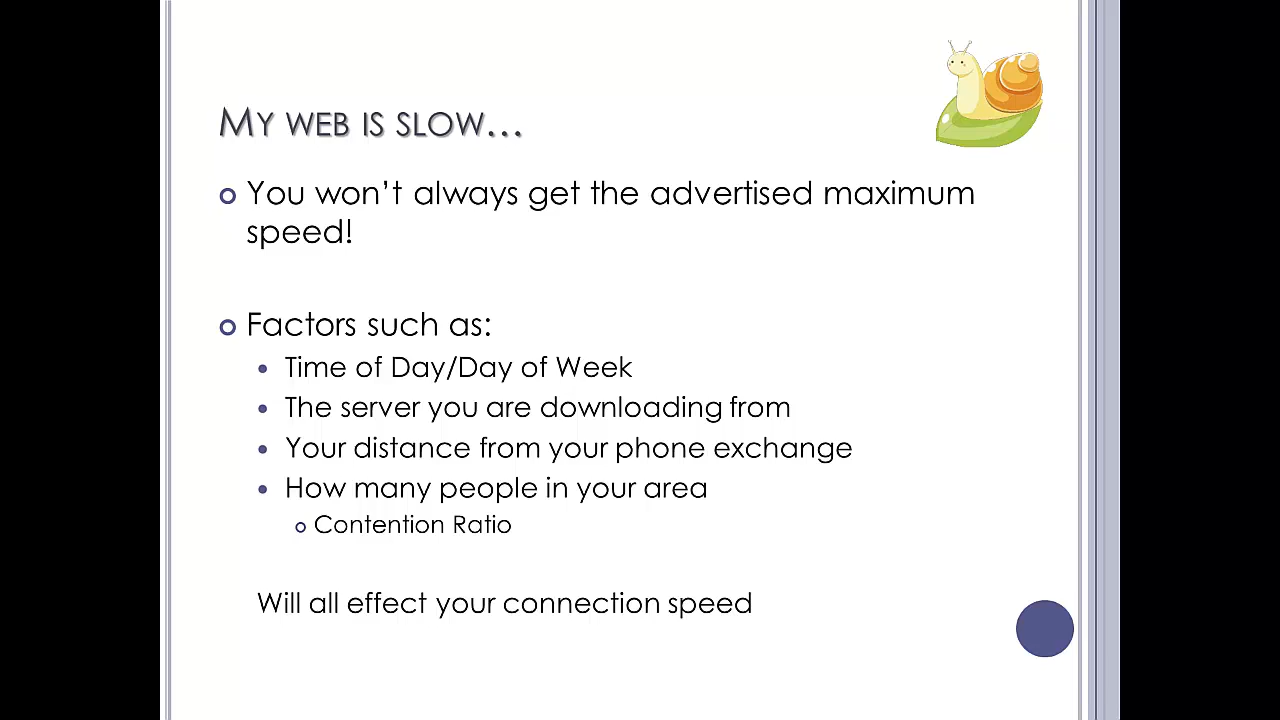 My web is slow...
You won't always get the advertised maximum
speed!
Factors such as:
Time of Day/Day of Week
The server you are downloading from
Your distance from your phone exchange
How many people in your area
Contention Ratio
Will all effect your connection speed